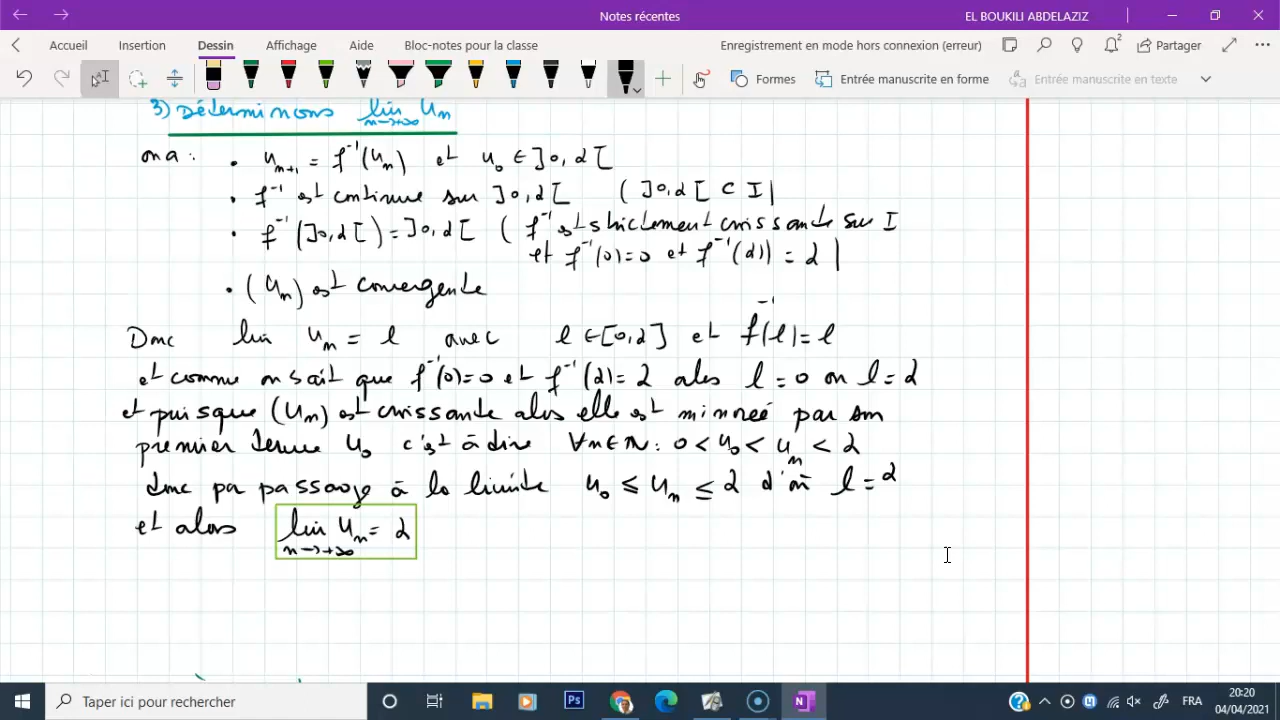 Notes récentes
EL BOUKILI ABDELAZIZ
Accueil Insertion Dessin Affichage Aide Bloc-notes pour la classe Enregistrement en mode hors connexion (erreur) Partager
Formes Entrée manuscrite en forme Entrée manuscrite en texte
3) Déterminons lim Un
n→+∞
on a : • Un+1 = f⁻¹(Un) et U0 ∈ ]0,2[
• f⁻¹ est continue sur ]0,2[ (]0,2[ ⊂ I)
• f⁻¹(]0,2[) = ]0,2[ (f⁻¹ est strictement croissante sur I
et f⁻¹(0)=0 et f⁻¹(2)) = 2)
• (Un) est convergente
Donc lim Un = l avec l ∈ [0,2] et f⁻¹(l) = l
et comme on sait que f⁻¹(0)=0 et f⁻¹(2) = 2 alos l = 0 ou l = 2
et puisque (Un) est croissante alos elle est minorée par son
premier terme U0 c'est à dire ∀n∈ℕ : 0 < U0 < Un < 2
donc pa passage à la limite U0 ≤ Un ≤ 2 d'où l = 2
et alors lim Un = 2
n→+∞
Taper ici pour rechercher
FRA
20:20
04/04/2021